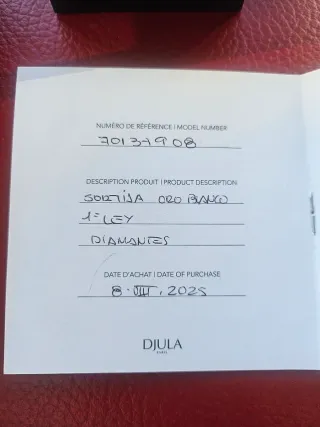 NUMÉRO DE RÉFÉRENCE | MODEL NUMBER
70137908
DESCRIPTION PRODUIT | PRODUCT DESCRIPTION
SORTIJA ORO BLANCO
1ª LEY
DIAMANTES
DATE D'ACHAT | DATE OF PURCHASE
8.VIII.2025
DJULA
PARIS